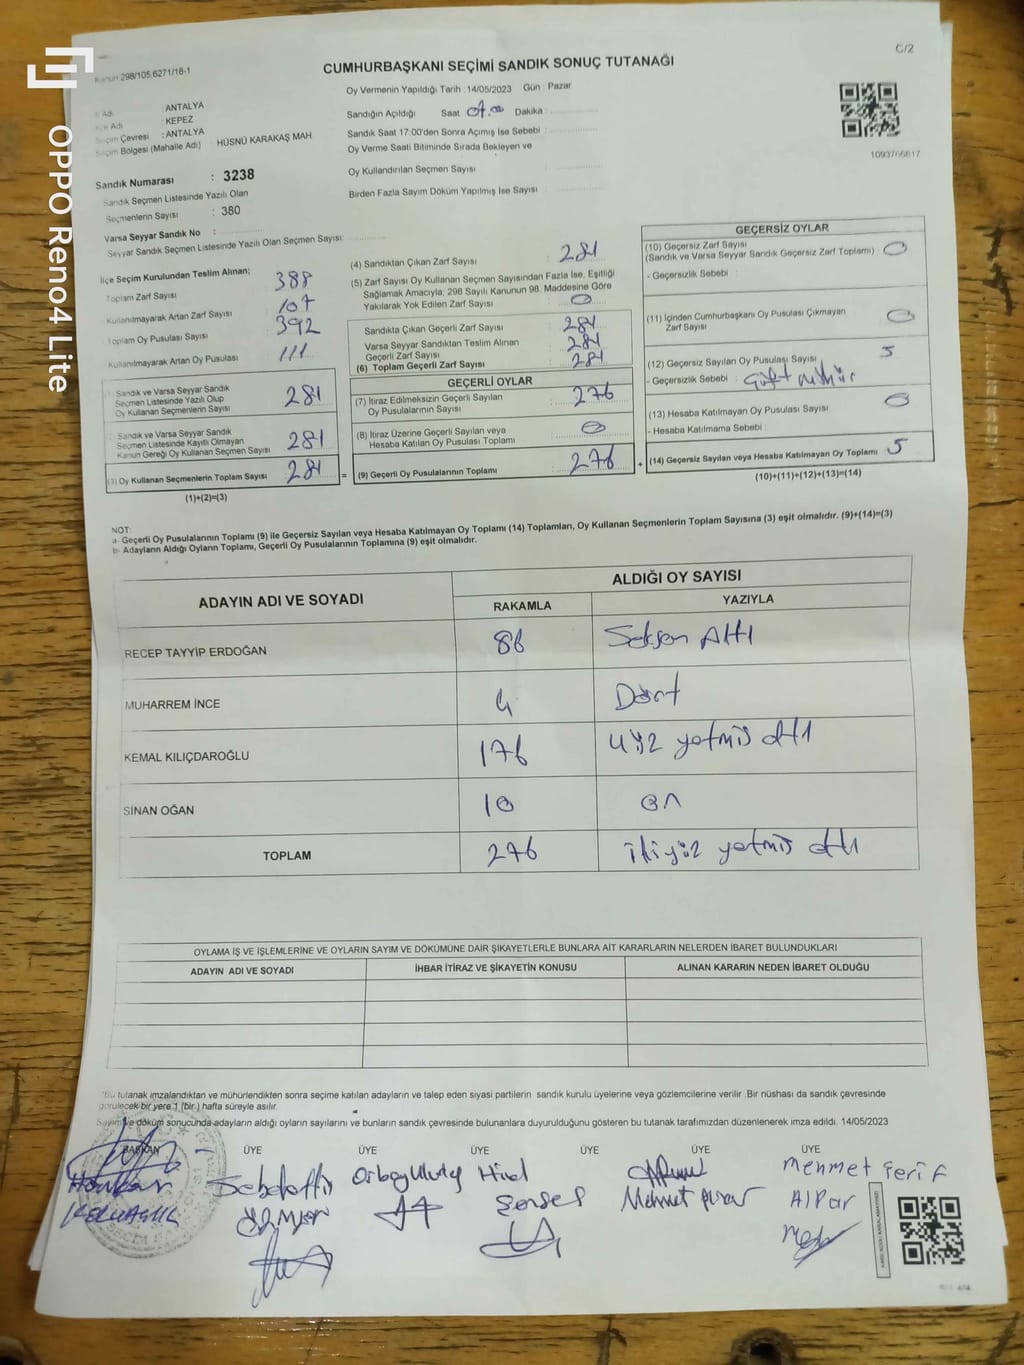 OPPO Reno4 Lite
C/2
Kanun 298/105;6271/18-1
CUMHURBAŞKANI SEÇİMİ SANDIK SONUÇ TUTANAĞI
Oy Vermenin Yapıldığı Tarih :14/05/2023 Gün : Pazar
İl Adı : ANTALYA
İlçe Adı : KEPEZ
Seçim Çevresi : ANTALYA
Seçim Bölgesi (Mahalle Adı) HÜSNÜ KARAKAŞ MAH
Sandık Numarası : 3238
Sandık Seçmen Listesinde Yazılı Olan
Seçmenlerin Sayısı : 380
Varsa Seyyar Sandık No :
Seyyar Sandık Seçmen Listesinde Yazılı Olan Seçmen Sayısı:
Sandığın Açıldığı Saat 07.00 Dakika :
Sandık Saat 17:00'den Sonra Açımış İse Sebebi :
Oy Verme Saati Bitiminde Sırada Bekleyen ve
Oy Kullandırılan Seçmen Sayısı :
Birden Fazla Sayım Döküm Yapılmış İse Sayısı :
1093766617
İlçe Seçim Kurulundan Teslim Alınan;
Toplam Zarf Sayısı 388
Kullanılmayarak Artan Zarf Sayısı 107
Toplam Oy Pusulası Sayısı 392
Kullanılmayarak Artan Oy Pusulası 111
Sandık ve Varsa Seyyar Sandık
Seçmen Listesinde Yazılı Olup
Oy Kullanan Seçmenlerin Sayısı 281
Sandık ve Varsa Seyyar Sandık
Seçmen Listesinde Kayıtlı Olmayan
Kanun Gereği Oy Kullanan Seçmen Sayısı 281
(3) Oy Kullanan Seçmenlerin Toplam Sayısı 281 =
(1)+(2)=(3)
(4) Sandıktan Çıkan Zarf Sayısı 281
(5) Zarf Sayısı Oy Kullanan Seçmen Sayısından Fazla İse, Eşitliği
Sağlamak Amacıyla, 298 Sayılı Kanunun 98. Maddesine Göre
Yakılarak Yok Edilen Zarf Sayısı 0
Sandıkta Çıkan Geçerli Zarf Sayısı 281
Varsa Seyyar Sandıktan Teslim Alınan
Geçerli Zarf Sayısı 281
(6) Toplam Geçerli Zarf Sayısı 281
GEÇERLİ OYLAR
(7) İtiraz Edilmeksizin Geçerli Sayılan
Oy Pusulalarının Sayısı 276
(8) İtiraz Üzerine Geçerli Sayılan veya
Hesaba Katılan Oy Pusulası Toplamı 0
(9) Geçerli Oy Pusulalarının Toplamı 276 +
GEÇERSİZ OYLAR
(10) Geçersiz Zarf Sayısı
(Sandık ve Varsa Seyyar Sandık Geçersiz Zarf Toplamı) 0
- Geçersizlik Sebebi :
(11) İçinden Cumhurbaşkanı Oy Pusulası Çıkmayan
Zarf Sayısı 0
(12) Geçersiz Sayılan Oy Pusulası Sayısı 5
- Geçersizlik Sebebi : Çift mühür
(13) Hesaba Katılmayan Oy Pusulası Sayısı 0
- Hesaba Katılmama Sebebi :
(14) Geçersiz Sayılan veya Hesaba Katılmayan Oy Toplamı 5
(10)+(11)+(12)+(13)=(14)
NOT:
a- Geçerli Oy Pusulalarının Toplamı (9) ile Geçersiz Sayılan veya Hesaba Katılmayan Oy Toplamı (14) Toplamları, Oy Kullanan Seçmenlerin Toplam Sayısına (3) eşit olmalıdır. (9)+(14)=(3)
b- Adayların Aldığı Oyların Toplamı, Geçerli Oy Pusulalarının Toplamına (9) eşit olmalıdır.
ADAYIN ADI VE SOYADI ALDIĞI OY SAYISI
RAKAMLA YAZIYLA
RECEP TAYYİP ERDOĞAN 86 Seksen Altı
MUHARREM İNCE 4 Dört
KEMAL KILIÇDAROĞLU 176 yüz yetmiş altı
SİNAN OĞAN 10 on
TOPLAM 276 ikiyüz yetmiş altı
OYLAMA İŞ VE İŞLEMLERİNE VE OYLARIN SAYIM VE DÖKÜMÜNE DAİR ŞİKAYETLERLE BUNLARA AİT KARARLARIN NELERDEN İBARET BULUNDUKLARI
ADAYIN ADI VE SOYADI İHBAR İTİRAZ VE ŞİKAYETİN KONUSU ALINAN KARARIN NEDEN İBARET OLDUĞU
*Bu tutanak imzalandıktan ve mühürlendikten sonra seçime katılan adayların ve talep eden siyasi partilerin sandık kurulu üyelerine veya gözlemcilerine verilir .Bir nüshası da sandık çevresinde
görülecek bir yere 1 (bir ) hafta süreyle asılır.
Sayım ve döküm sonucunda adayların aldığı oyların sayılarını ve bunların sandık çevresinde bulunanlara duyurulduğunu gösteren bu tutanak tarafımızdan düzenlenerek imza edildi. 14/05/2023
BAŞKAN ÜYE ÜYE ÜYE ÜYE ÜYE ÜYE
Hakan Sebahattin Orbay Ulutaş Hilal Mehmet Şerif
Şenses Mehmet Alpar